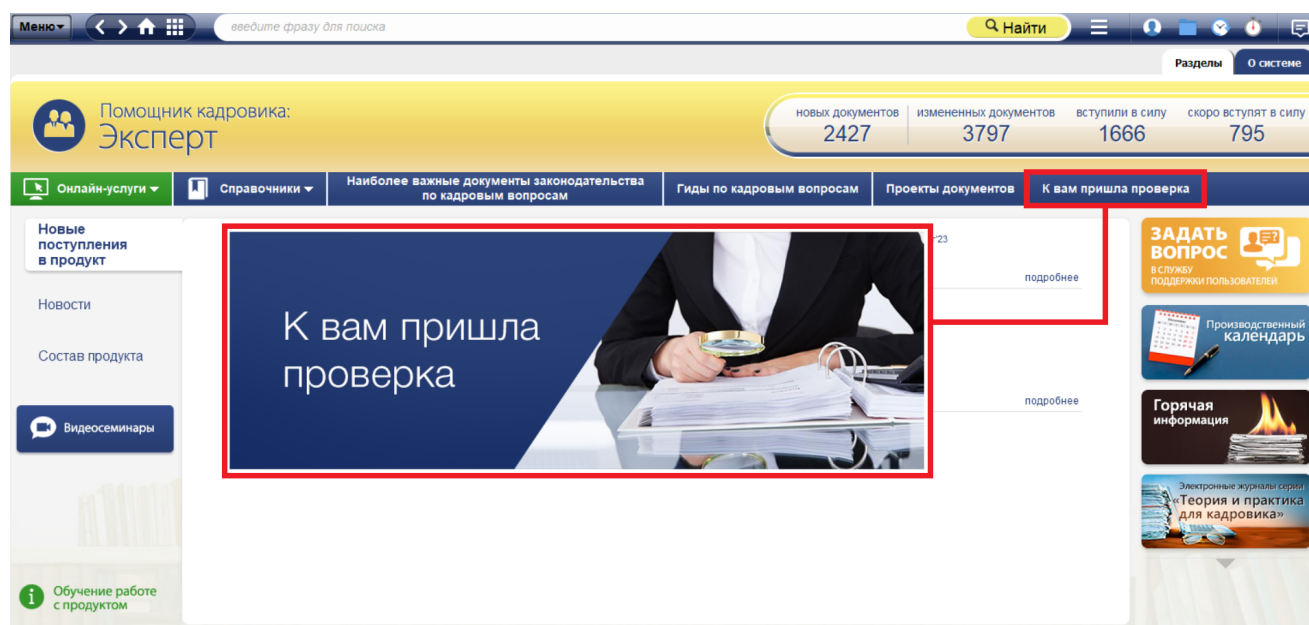 Меню
введите фразу для поиска
Найти
Разделы
О системе
Помощник кадровика:
Эксперт
новых документов
2427
измененных документов
3797
вступили в силу
1666
скоро вступят в силу
795
Онлайн-услуги
Справочники
Наиболее важные документы законодательства
по кадровым вопросам
Гиды по кадровым вопросам
Проекты документов
К вам пришла проверка
Новые
поступления
в продукт
Новости
Состав продукта
Видеосеминары
Обучение работе
с продуктом
К вам пришла
проверка
23
подробнее
подробнее
ЗАДАТЬ
ВОПРОС
В СЛУЖБУ
ПОДДЕРЖКИ ПОЛЬЗОВАТЕЛЕЙ
Производственный
календарь
Горячая
информация
Электронные журналы серии
«Теория и практика
для кадровика»